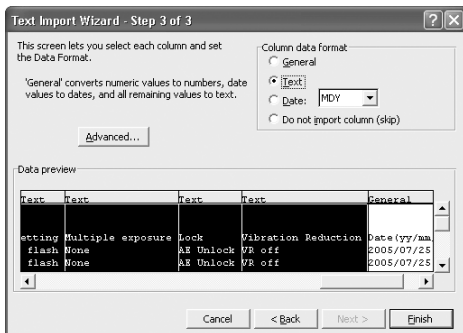 Text Import Wizard - Step 3 of 3
This screen lets you select each column and set
the Data Format.
'General' converts numeric values to numbers, date
values to dates, and all remaining values to text.
Advanced...
Column data format
General
Text
Date: MDY
Do not import column (skip)
Data preview
Text Text Text Text General
etting Multiple exposure Lock Vibration Reduction Date(yy/mm
flash None AE Unlock VR off 2005/07/25
flash None AE Unlock VR off 2005/07/25
Cancel < Back Next > Finish